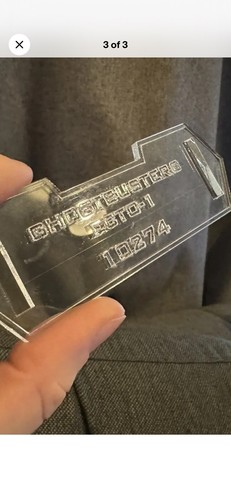 3 of 3
GHOSTBUSTERS
ECTO-1
10274